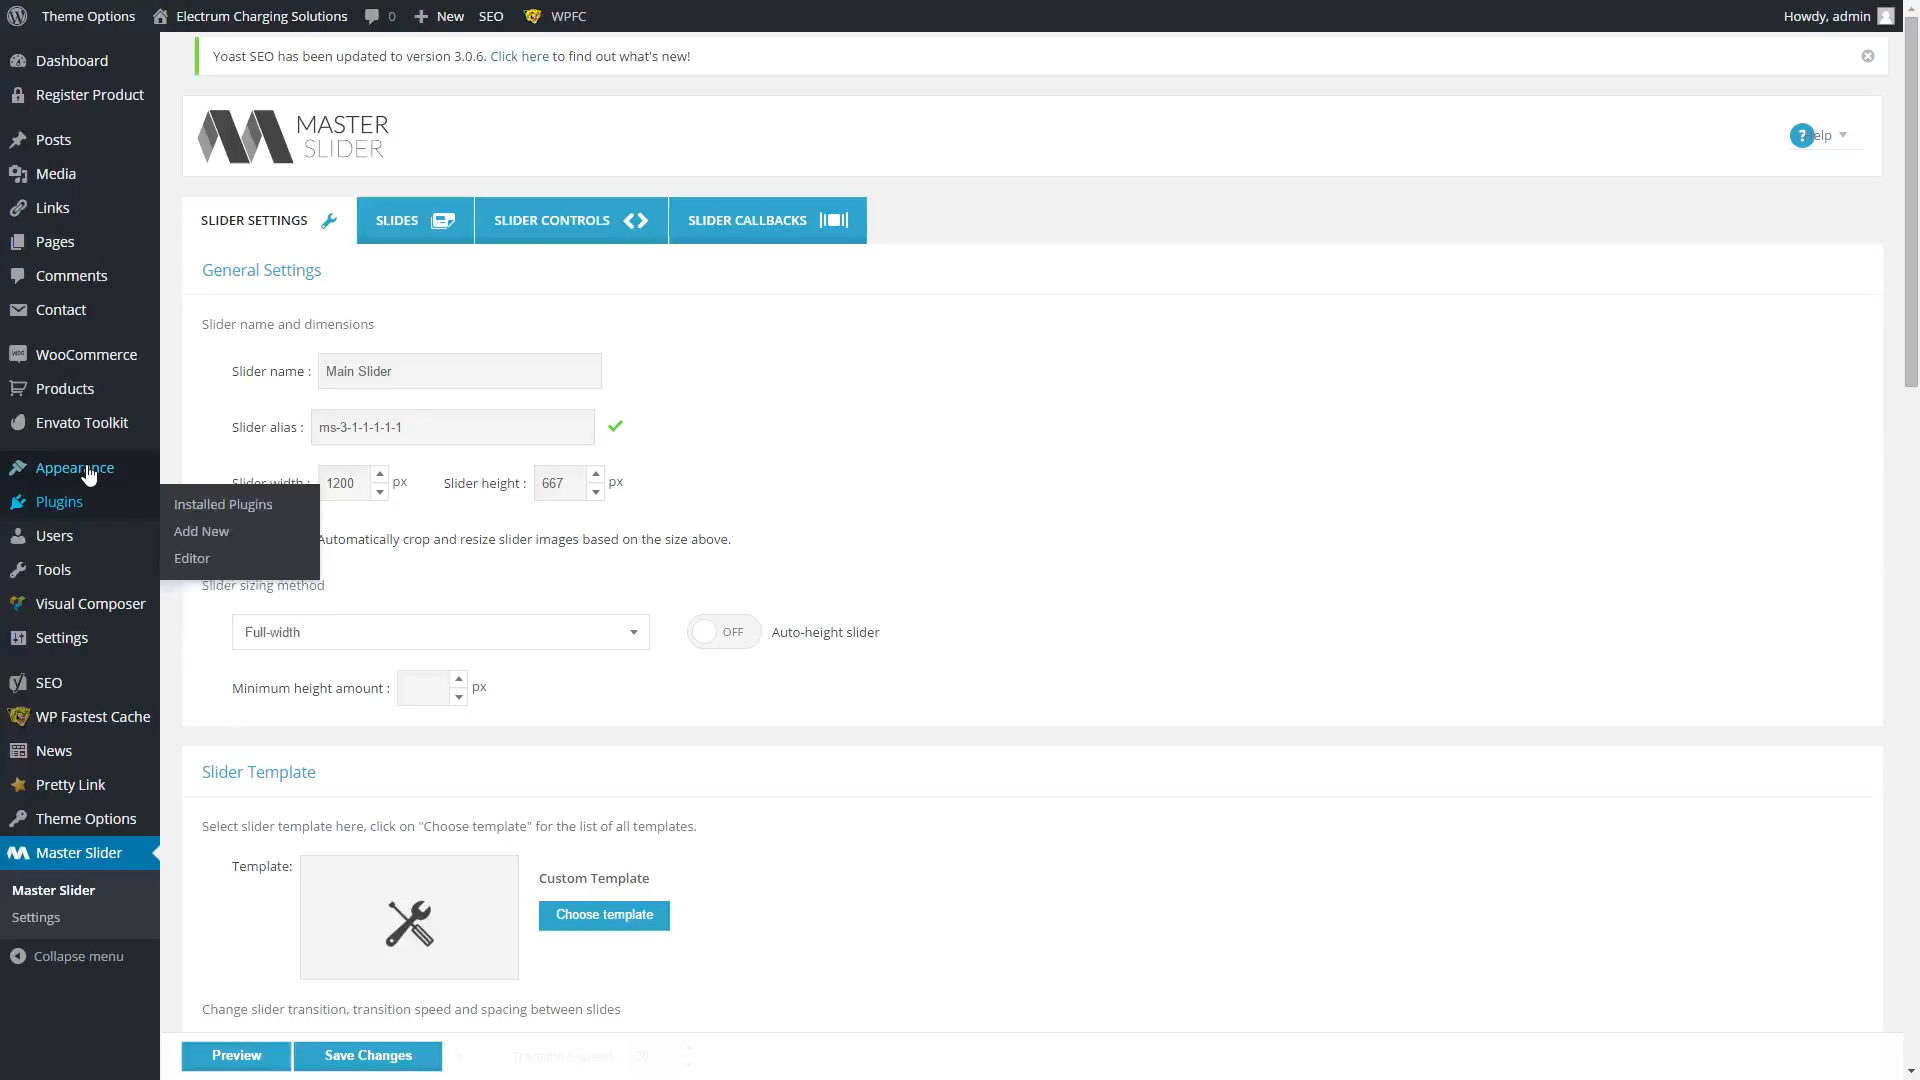 Theme Options
Electrum Charging Solutions
0
New
SEO
WPFC
Howdy, admin
Dashboard
Register Product
Posts
Media
Links
Pages
Comments
Contact
WooCommerce
Products
Envato Toolkit
Appearance
Plugins
Users
Tools
Visual Composer
Settings
SEO
WP Fastest Cache
News
Pretty Link
Theme Options
Master Slider
Master Slider
Settings
Collapse menu
Installed Plugins
Add New
Editor
Yoast SEO has been updated to version 3.0.6. Click here to find out what's new!
MASTER
SLIDER
? elp
SLIDER SETTINGS
SLIDES
SLIDER CONTROLS
SLIDER CALLBACKS
General Settings
Slider name and dimensions
Slider name : Main Slider
Slider alias : ms-3-1-1-1-1-1
Slider width : 1200 px Slider height : 667 px
Automatically crop and resize slider images based on the size above.
Slider sizing method
Full-width OFF Auto-height slider
Minimum height amount : px
Slider Template
Select slider template here, click on "Choose template" for the list of all templates.
Template:
Custom Template
Choose template
Change slider transition, transition speed and spacing between slides
Preview Save Changes